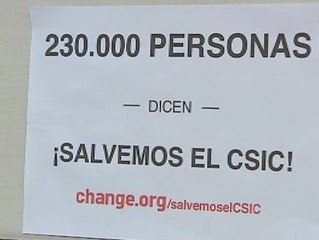 230.000 PERSONAS
— DICEN —
¡SALVEMOS EL CSIC!
change.org/salvemoselCSIC